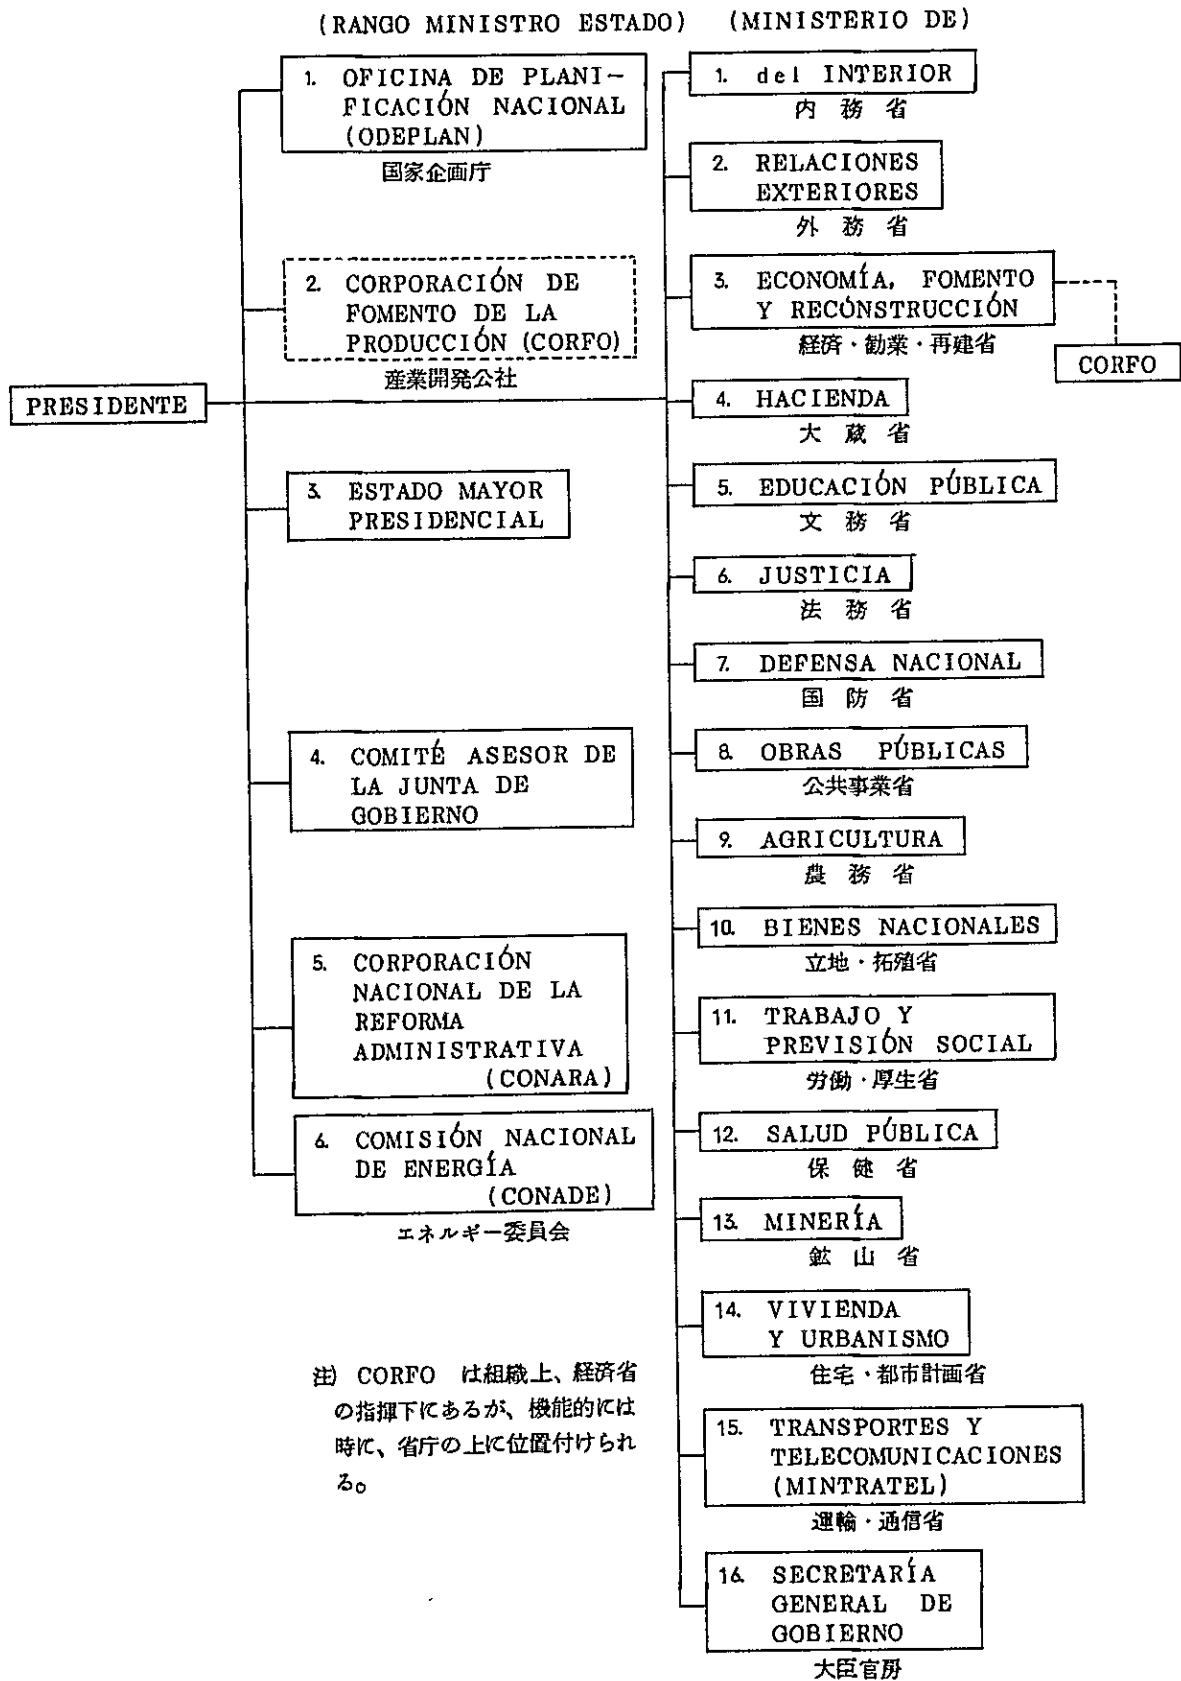 (RANGO MINISTRO ESTADO) (MINISTERIO DE)
PRESIDENTE
1. OFICINA DE PLANI-
FICACIÓN NACIONAL
(ODEPLAN)
国家企画庁
2. CORPORACIÓN DE
FOMENTO DE LA
PRODUCCIÓN (CORFO)
産業開発公社
3. ESTADO MAYOR
PRESIDENCIAL
4. COMITÉ ASESOR DE
LA JUNTA DE
GOBIERNO
5. CORPORACIÓN
NACIONAL DE LA
REFORMA
ADMINISTRATIVA
(CONARA)
6. COMISIÓN NACIONAL
DE ENERGÍA
(CONADE)
エネルギー委員会
注) CORFO は組織上、経済省
の指揮下にあるが、機能的には
時に、省庁の上に位置付けられ
る。
1. del INTERIOR
内務省
2. RELACIONES
EXTERIORES
外務省
3. ECONOMÍA, FOMENTO
Y RECÓNSTRUCCIÓN
経済・勧業・再建省
CORFO
4. HACIENDA
大蔵省
5. EDUCACIÓN PÚBLICA
文務省
6. JUSTICIA
法務省
7. DEFENSA NACIONAL
国防省
8. OBRAS PÚBLICAS
公共事業省
9. AGRICULTURA
農務省
10. BIENES NACIONALES
立地・拓殖省
11. TRABAJO Y
PREVISIÓN SOCIAL
労働・厚生省
12. SALUD PÚBLICA
保健省
13. MINERÍA
鉱山省
14. VIVIENDA
Y URBANISMO
住宅・都市計画省
15. TRANSPORTES Y
TELECOMUNICACIONES
(MINTRATEL)
運輸・通信省
16. SECRETARÍA
GENERAL DE
GOBIERNO
大臣官房